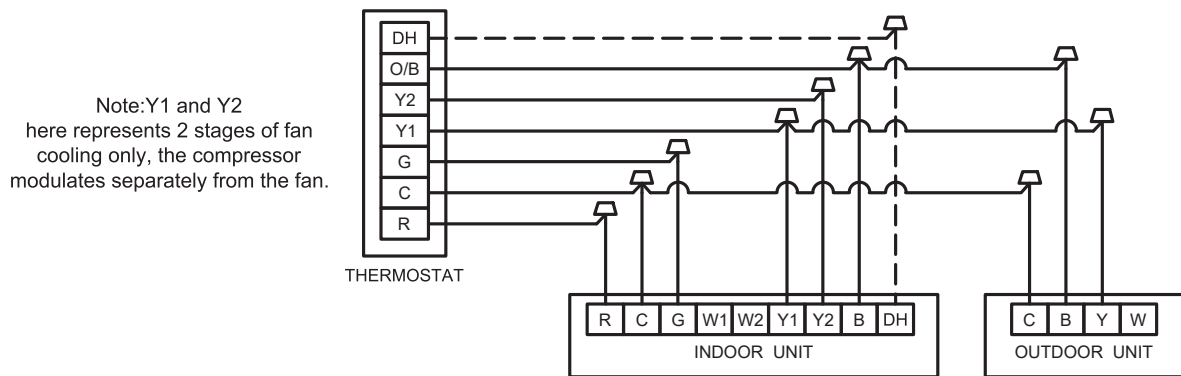 Note:Y1 and Y2
here represents 2 stages of fan
cooling only, the compressor
modulates separately from the fan.
DH
O/B
Y2
Y1
G
C
R
THERMOSTAT
R C G W1 W2 Y1 Y2 B DH
INDOOR UNIT
C B Y W
OUTDOOR UNIT